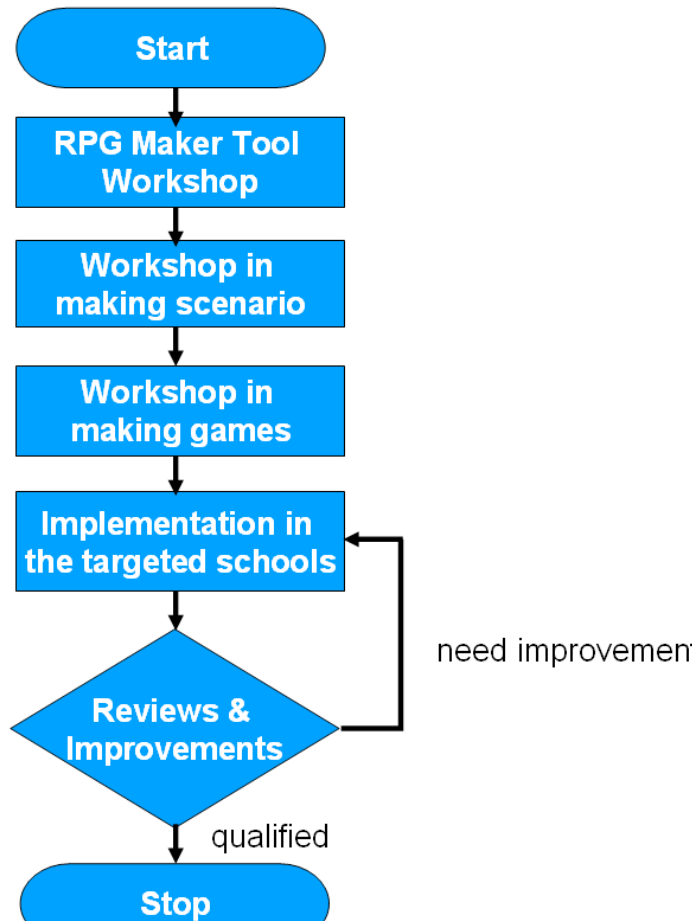 Start
RPG Maker Tool
Workshop
Workshop in
making scenario
Workshop in
making games
Implementation in
the targeted schools
need improvement
Reviews &
Improvements
qualified
Stop